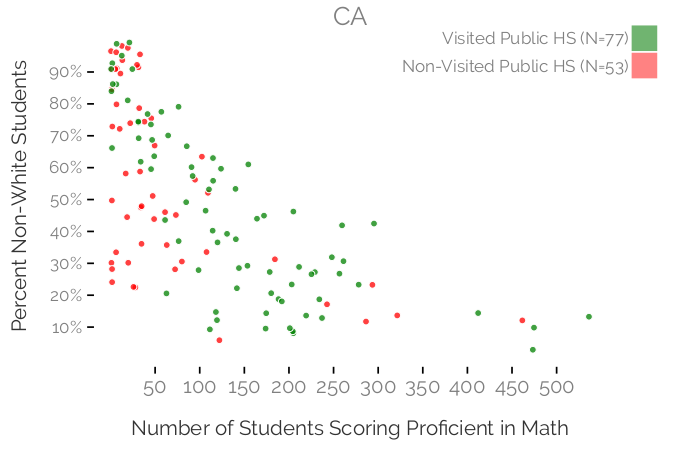 CA
Visited Public HS (N=77)
Non-Visited Public HS (N=53)
Percent Non-White Students
90%
80%
70%
60%
50%
40%
30%
20%
10%
50 100 150 200 250 300 350 400 450 500
Number of Students Scoring Proficient in Math